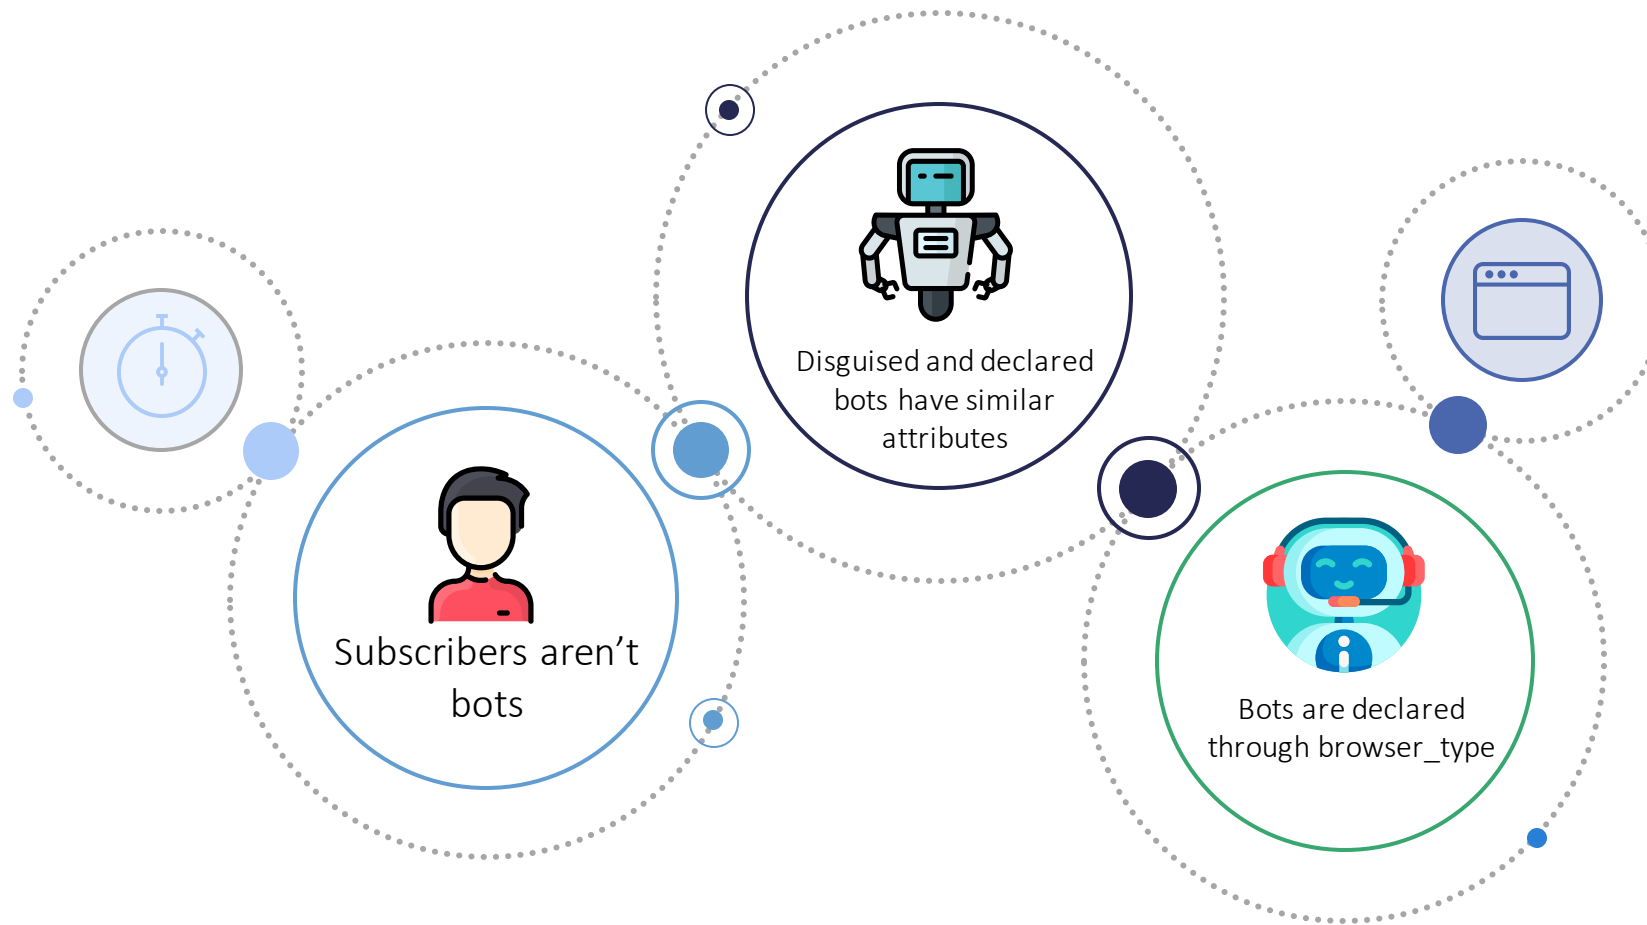 Subscribers aren’t
bots
Disguised and declared
bots have similar
attributes
Bots are declared
through browser_type